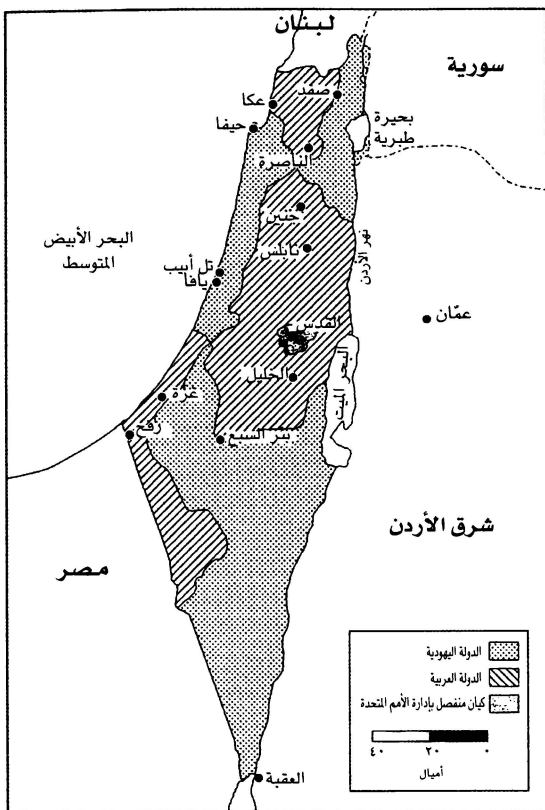 لبنان
سورية
صفد
عكا
بحيرة
طبرية
حيفا
الناصرة
جنين
نهر الأردن
نابلس
البحر الأبيض
المتوسط
تل أبيب
يافا
عمّان
القدس
البحر الميت
الخليل
غزة
رفح
بئر السبع
شرق الأردن
مصر
الدولة اليهودية
الدولة العربية
كيان منفصل بإدارة الأمم المتحدة
٤٠ ٢٠ ٠
أميال
العقبة